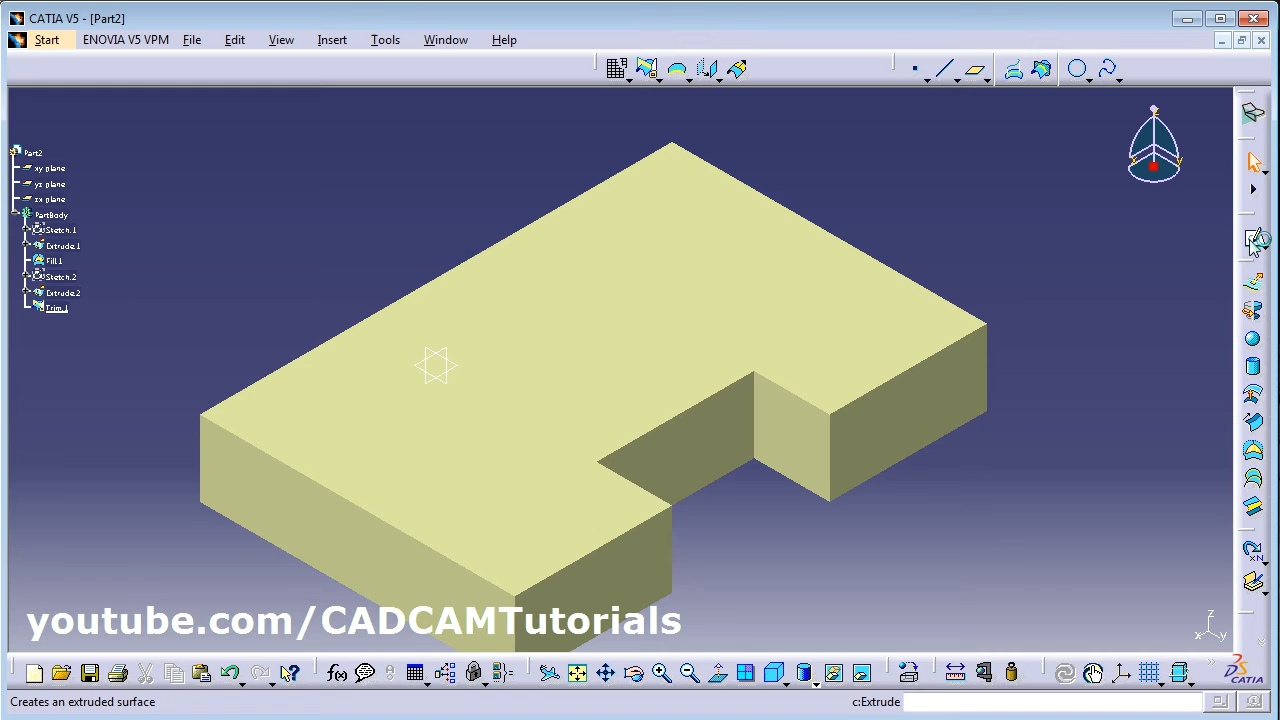 CATIA V5 - [Part2]
Start ENOVIA V5 VPM File Edit View Insert Tools Window Help
Part2
xy plane
yz plane
zx plane
PartBody
Sketch.1
Extrude.1
Fill.1
Sketch.2
Extrude.2
Trim.1
z
z
x y
youtube.com/CADCAMTutorials
f(x)
CATIA
Creates an extruded surface c:Extrude